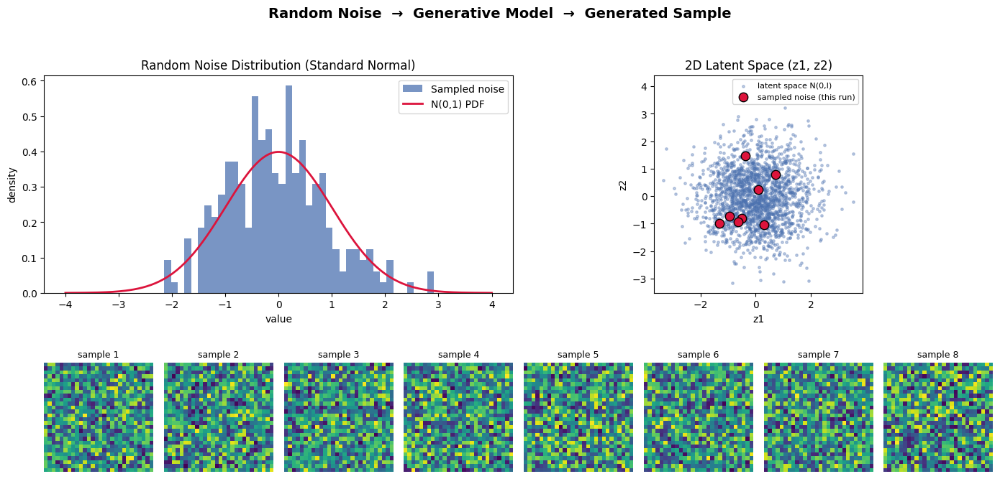 Random Noise → Generative Model → Generated Sample
Random Noise Distribution (Standard Normal)
0.6
0.5
0.4
0.3
0.2
0.1
0.0
density
Sampled noise
N(0,1) PDF
−4 −3 −2 −1 0 1 2 3 4
value
2D Latent Space (z1, z2)
4
3
2
1
0
−1
−2
−3
z2
latent space N(0,I)
sampled noise (this run)
−2 0 2
z1
sample 1 sample 2 sample 3 sample 4 sample 5 sample 6 sample 7 sample 8